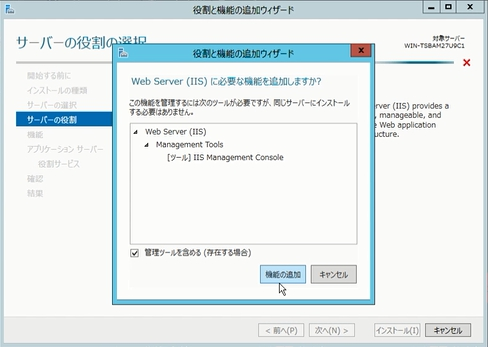 役割と機能の追加ウィザード
サーバーの役割の選択
対象サーバー
WIN-TSBAM27U9C1
開始する前に
インストールの種類
サーバーの選択
サーバーの役割
機能
アプリケーション サーバー
役割サービス
確認
結果
役割と機能の追加ウィザード
Web Server (IIS) に必要な機能を追加しますか?
この機能を管理するには次のツールが必要ですが、同じサーバーにインストール
する必要はありません。
Web Server (IIS)
Management Tools
[ツール] IIS Management Console
管理ツールを含める (存在する場合)
機能の追加
キャンセル
erver (IIS) provides a
, manageable, and
e Web application
ucture.
< 前へ(P)
次へ(N) >
インストール(I)
キャンセル